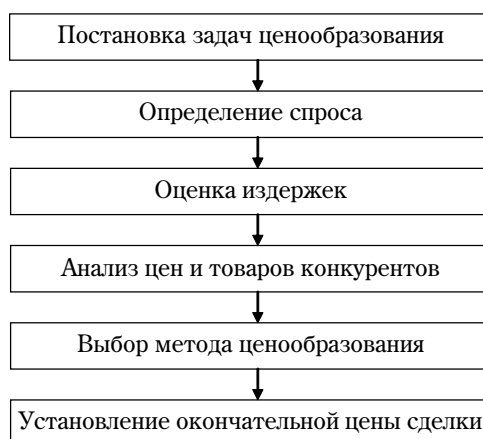 Постановка задач ценообразования
Определение спроса
Оценка издержек
Анализ цен и товаров конкурентов
Выбор метода ценообразования
Установление окончательной цены сделки